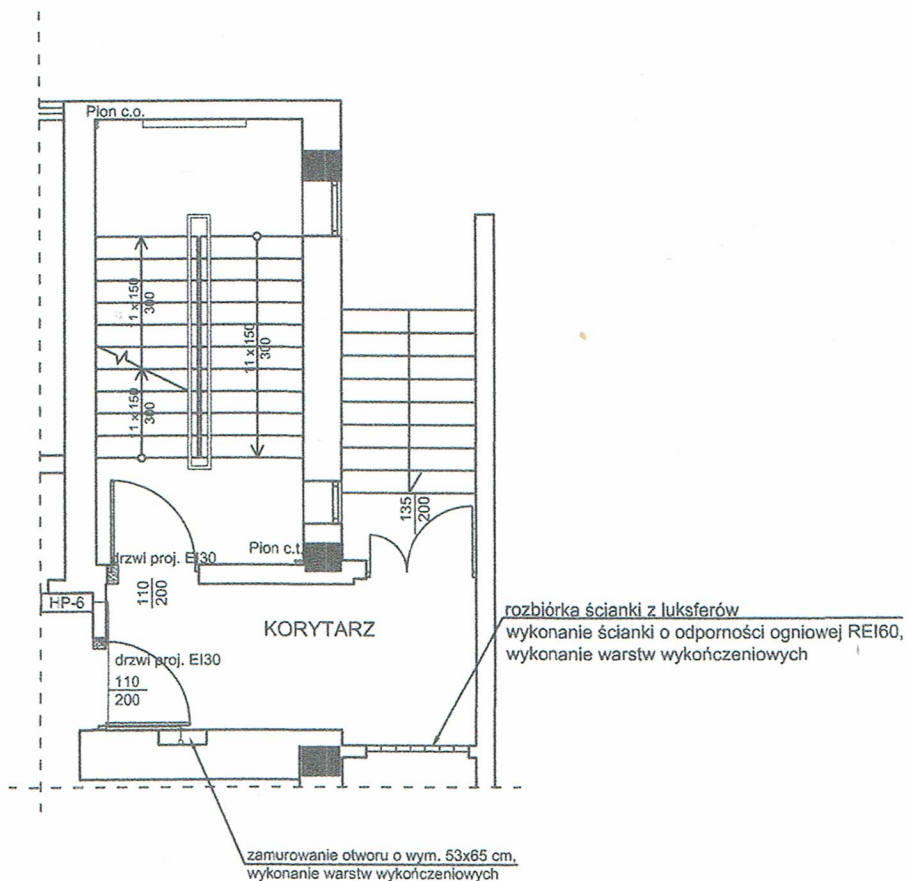 Pion c.o.
11 x 150
300
11 x 150
300
11 x 150
300
135
200
Pion c.t.
drzwi proj. EI30
110
200
HP-6
KORYTARZ
drzwi proj. EI30
110
200
rozbiórka ścianki z luksferów
wykonanie ścianki o odporności ogniowej REI60,
wykonanie warstw wykończeniowych
zamurowanie otworu o wym. 53x65 cm,
wykonanie warstw wykończeniowych